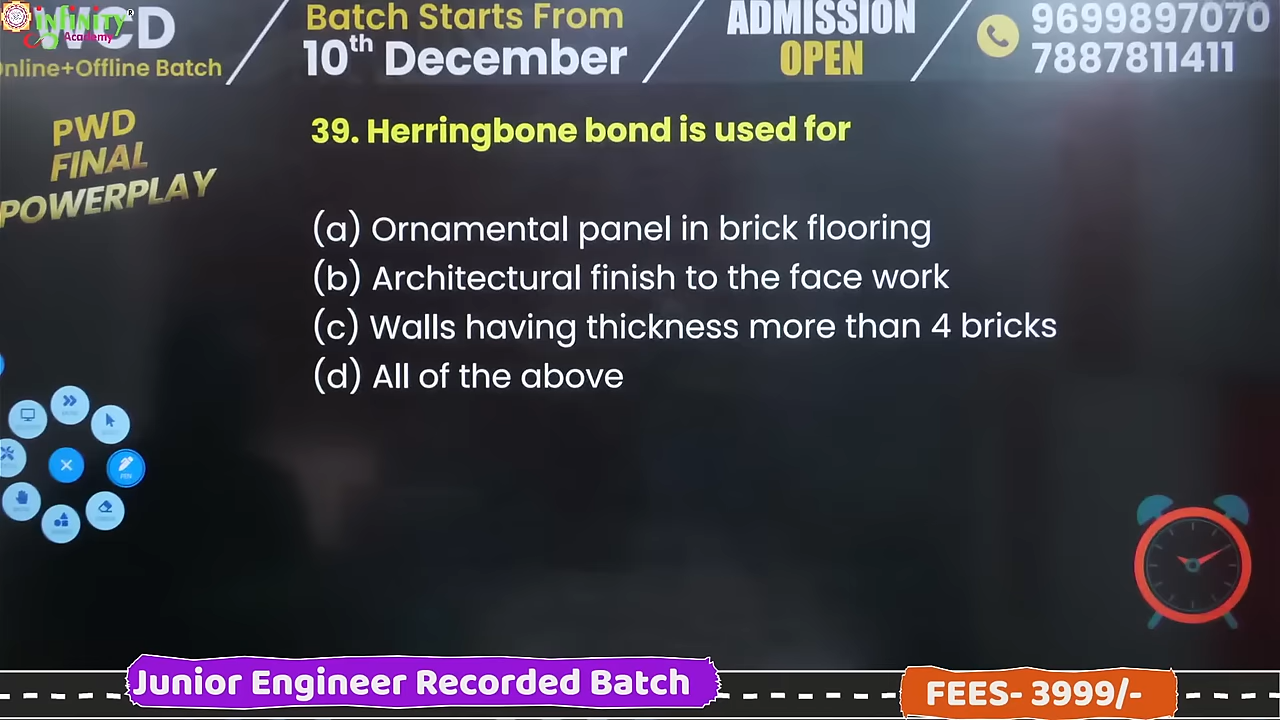 infinity
Academy
WCD
Online+Offline Batch
Batch Starts From
10th December
ADMISSION
OPEN
9699897070
7887811411
PWD
FINAL
POWERPLAY
39. Herringbone bond is used for
(a) Ornamental panel in brick flooring
(b) Architectural finish to the face work
(c) Walls having thickness more than 4 bricks
(d) All of the above
PEN
Junior Engineer Recorded Batch
FEES- 3999/-